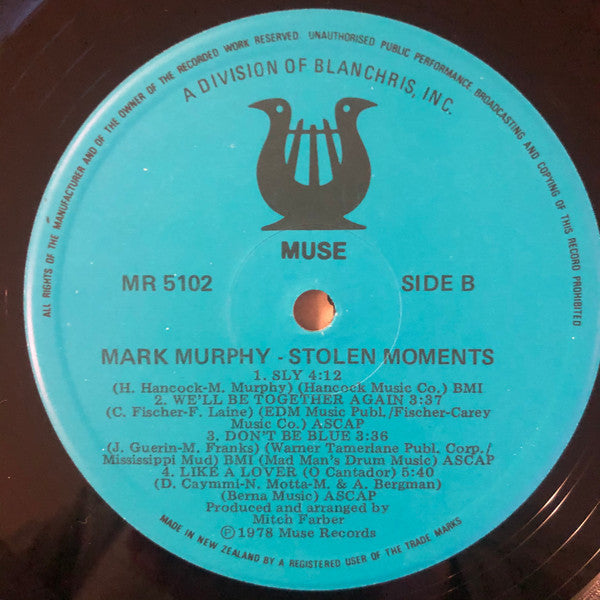 ALL RIGHTS OF THE MANUFACTURER AND OF THE OWNER OF THE RECORDED WORK RESERVED. UNAUTHORISED PUBLIC PERFORMANCE, BROADCASTING AND COPYING OF THIS RECORD PROHIBITED
A DIVISION OF BLANCHRIS, INC.
MUSE
MR 5102 SIDE B
MARK MURPHY - STOLEN MOMENTS
1. SLY 4:12
(H. Hancock-M. Murphy) (Hancock Music Co.) BMI
2. WE'LL BE TOGETHER AGAIN 3:37
(C. Fischer-F. Laine) (EDM Music Publ./Fischer-Carey
Music Co.) ASCAP
3. DON'T BE BLUE 3:36
(J. Guerin-M. Franks) (Warner Tamerlane Publ. Corp./
Mississippi Mud) BMI (Mad Man's Drum Music) ASCAP
4. LIKE A LOVER (O Cantador) 5:40
(D. Caymmi-N. Motta-M. & A. Bergman)
(Berna Music) ASCAP
Produced and arranged by
Mitch Farber
Ⓟ 1978 Muse Records
MADE IN NEW ZEALAND BY A REGISTERED USER OF THE TRADE MARKS